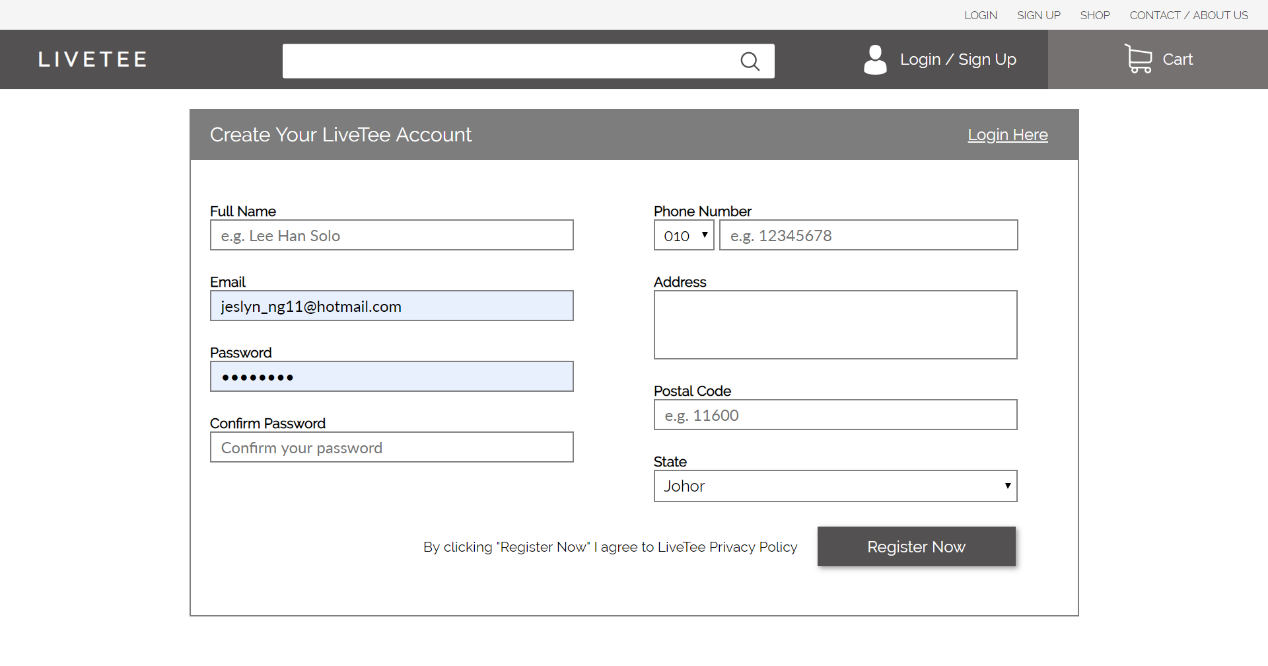 LOGIN SIGN UP SHOP CONTACT / ABOUT US
LIVETEE
Login / Sign Up
Cart
Create Your LiveTee Account
Login Here
Full Name
e.g. Lee Han Solo
Email
jeslyn_ng11@hotmail.com
Password
••••••••
Confirm Password
Confirm your password
Phone Number
010
e.g. 12345678
Address
Postal Code
e.g. 11600
State
Johor
By clicking "Register Now" I agree to LiveTee Privacy Policy
Register Now